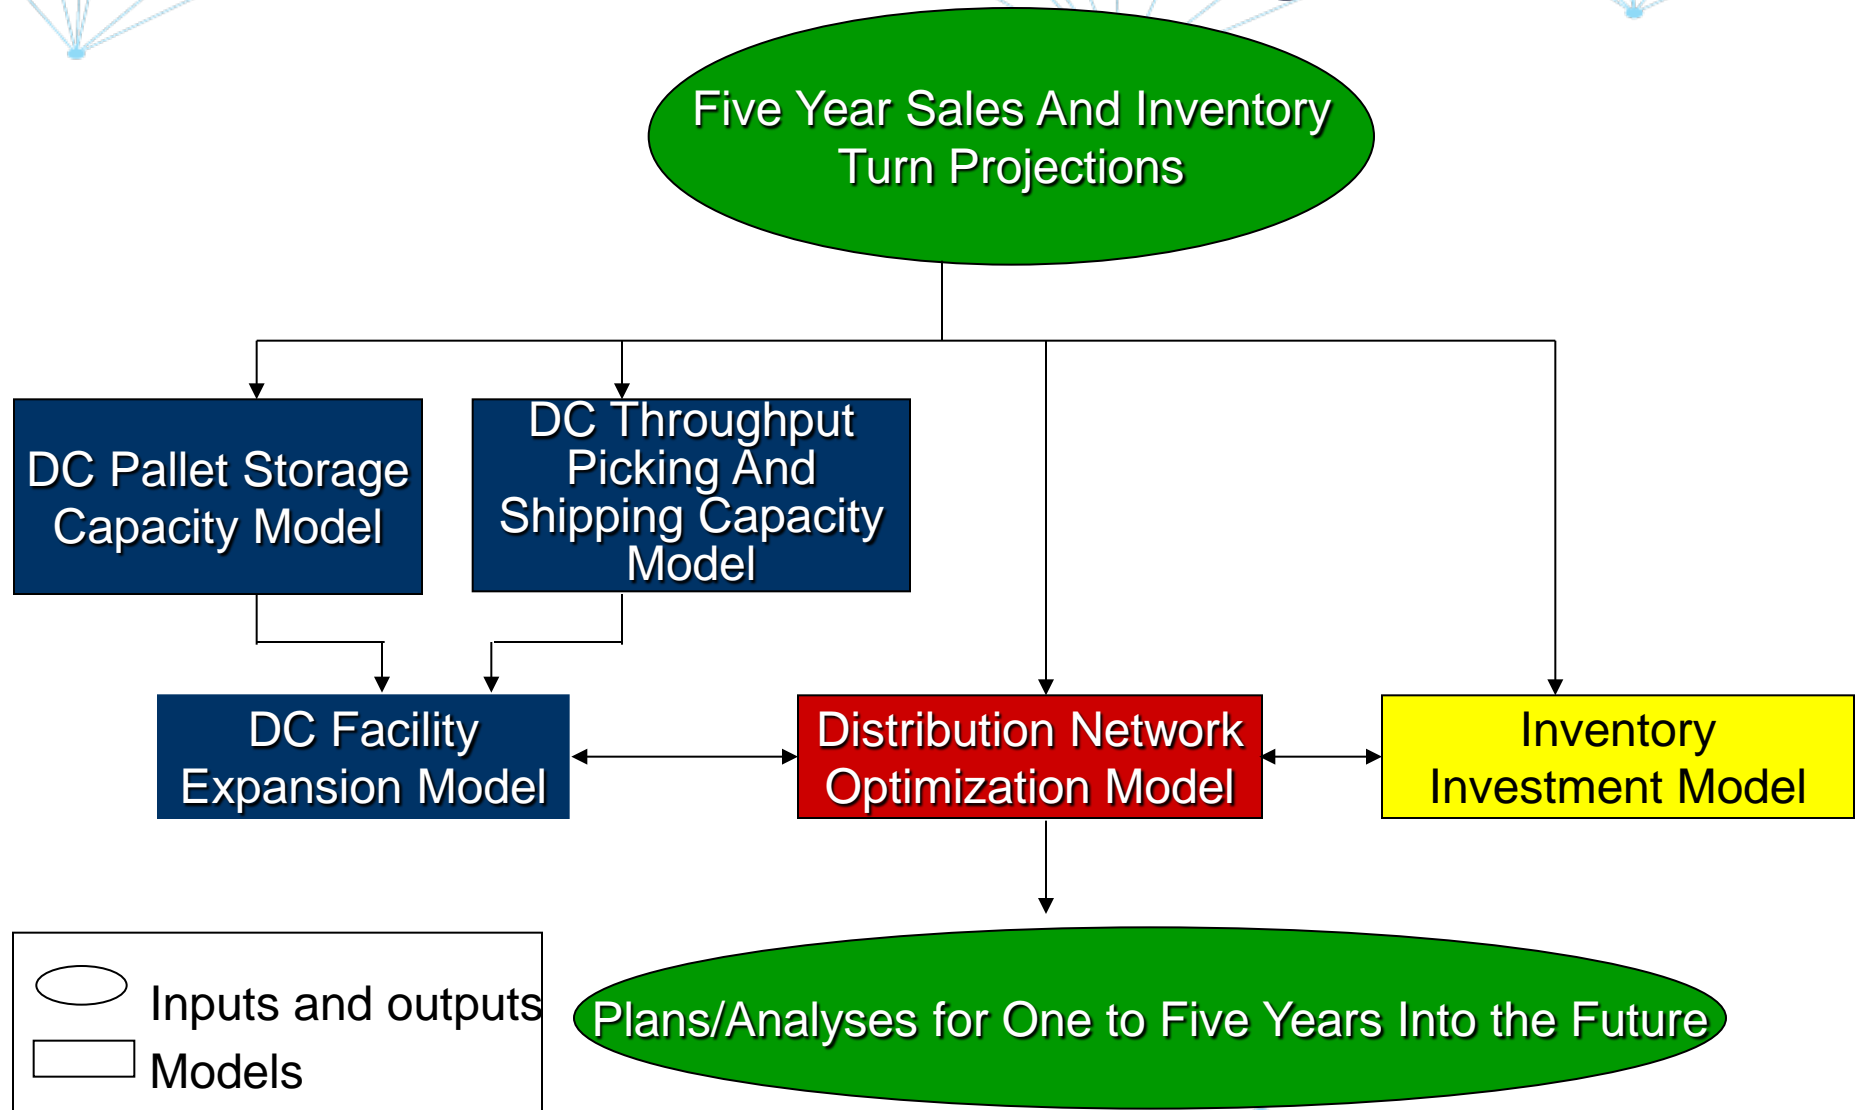 Five Year Sales And Inventory
Turn Projections
DC Pallet Storage
Capacity Model
DC Throughput
Picking And
Shipping Capacity
Model
DC Facility
Expansion Model
Distribution Network
Optimization Model
Inventory
Investment Model
Inputs and outputs
Models
Plans/Analyses for One to Five Years Into the Future